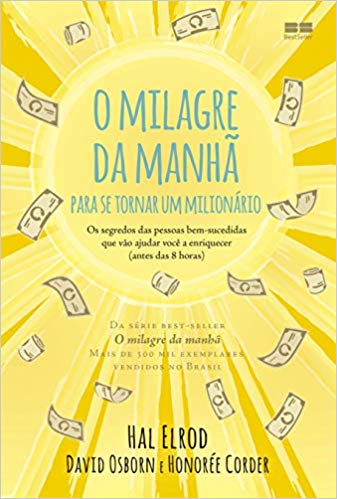 BestSeller
O MILAGRE
DA MANHÃ
PARA SE TORNAR UM MILIONÁRIO
Os segredos das pessoas bem-sucedidas
que vão ajudar você a enriquecer
(antes das 8 horas)
DA SÉRIE BEST-SELLER
O milagre da manhã
MAIS DE 300 MIL EXEMPLARES
VENDIDOS NO BRASIL
HAL ELROD
DAVID OSBORN E HONORÉE CORDER